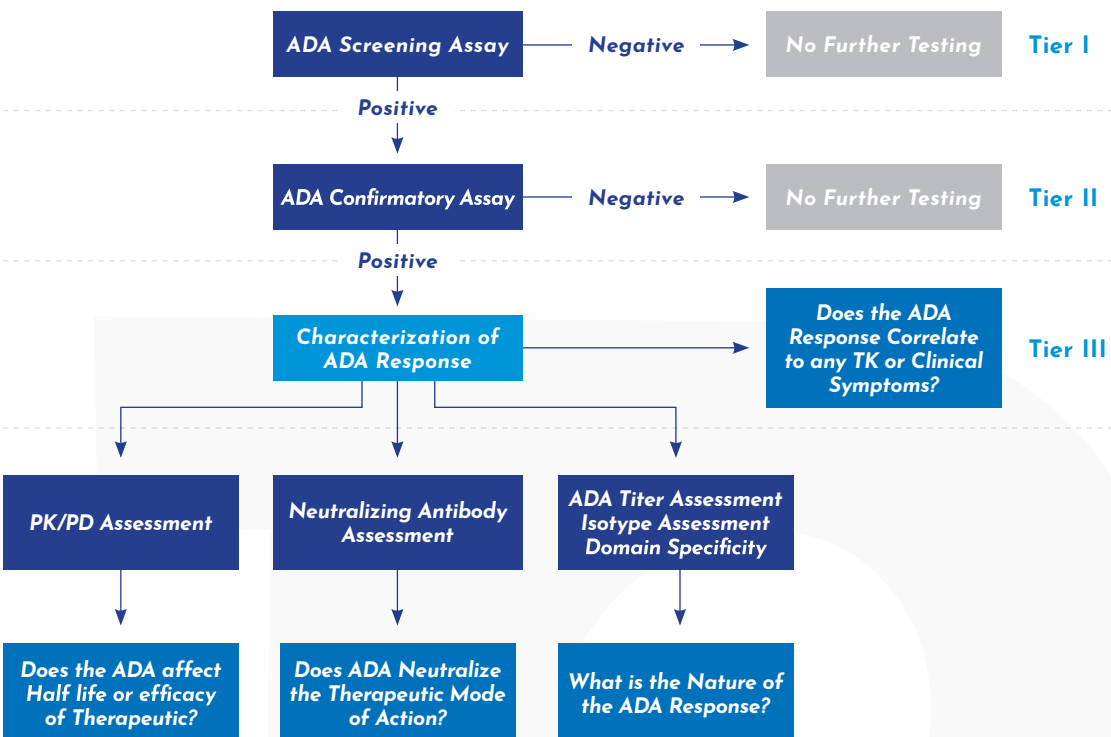 ADA Screening Assay
Negative
No Further Testing
Tier I
Positive
ADA Confirmatory Assay
Negative
No Further Testing
Tier II
Positive
Characterization of
ADA Response
Does the ADA
Response Correlate
to any TK or Clinical
Symptoms?
Tier III
PK/PD Assessment
Neutralizing Antibody
Assessment
ADA Titer Assessment
Isotype Assessment
Domain Specificity
Does the ADA affect
Half life or efficacy
of Therapeutic?
Does ADA Neutralize
the Therapeutic Mode
of Action?
What is the Nature of
the ADA Response?